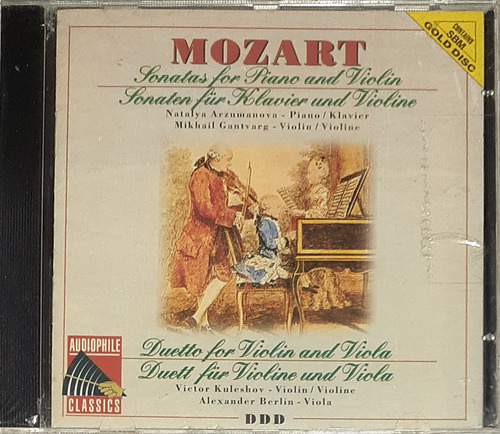 CONTAINS
SBM
GOLD DISC
MOZART
Sonatas for Piano and Violin
Sonaten für Klavier und Violine
Natalya Arzumanova - Piano/Klavier
Mikhail Gantvarg - Violin/Violine
Duetto for Violin and Viola
Duett für Violine und Viola
Victor Kuleshov - Violin/Violine
Alexander Berlin - Viola
AUDIOPHILE
CLASSICS
DDD